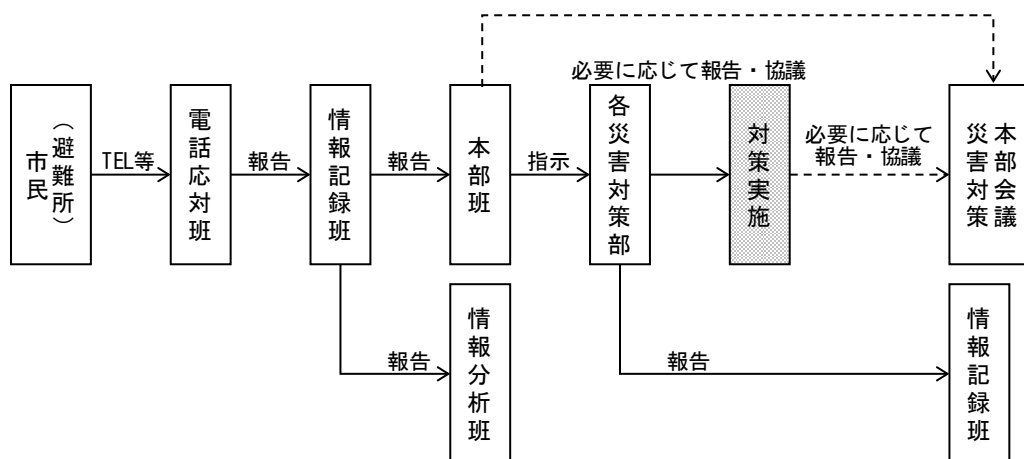 必要に応じて報告・協議
市民
（避難所）
TEL等
電話応対班
報告
情報記録班
報告
本部班
指示
各災害対策部
対策実施
必要に応じて
報告・協議
災害対策
本部会議
報告
情報分析班
報告
情報記録班